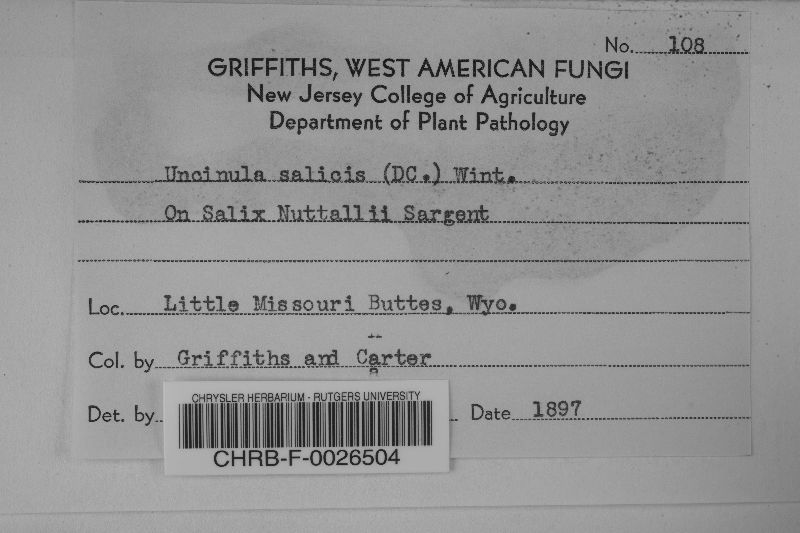 No. 108
GRIFFITHS, WEST AMERICAN FUNGI
New Jersey College of Agriculture
Department of Plant Pathology
Uncinula salicis (DC.) Wint.
On Salix Nuttallii Sargent
Loc. Little Missouri Buttes, Wyo.
Col. by Griffiths and Carter
Det. by Date 1897
CHRYSLER HERBARIUM - RUTGERS UNIVERSITY
CHRB-F-0026504